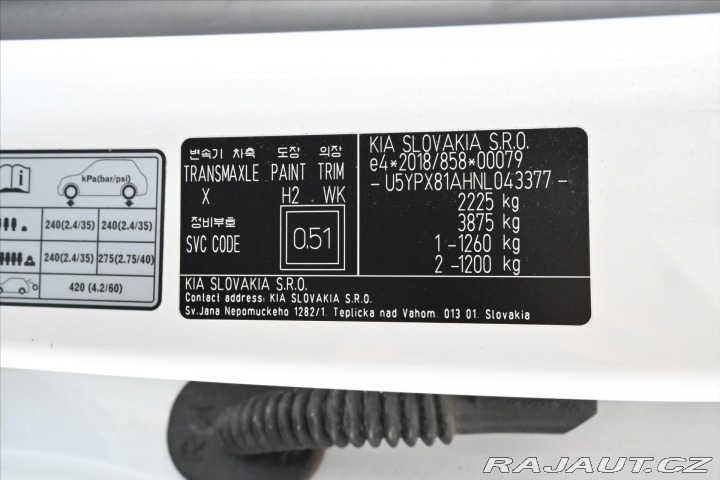 kPa(bar/psi)
240(2.4/35) 240(2.4/35)
240(2.4/35) 275(2.75/40)
420 (4.2/60)
변속기 차축 도장 의장
TRANSMAXLE PAINT TRIM
X H2 WK
정비부호
SVC CODE 0.51
KIA SLOVAKIA S.R.O.
e4*2018/858*00079
-U5YPX81AHNL043377-
2225 kg
3875 kg
1 -1260 kg
2 -1200 kg
KIA SLOVAKIA S.R.O.
Contact address: KIA SLOVAKIA S.R.O.
Sv.Jana Nepomuckeho 1282/1. Teplicka nad Vahom. 013 01. Slovakia
RAJAUT.CZ